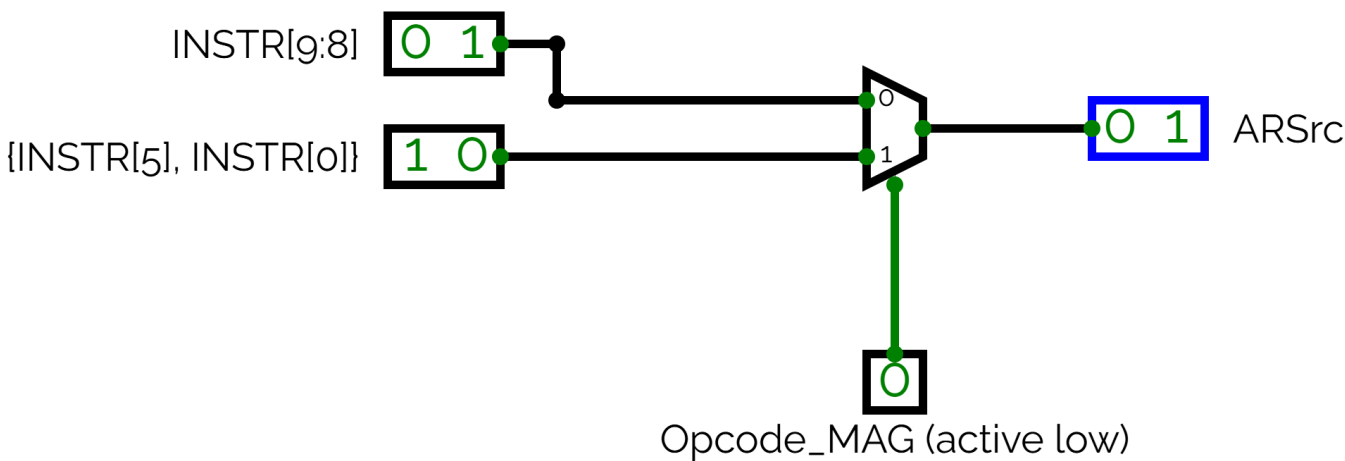 INSTR[9:8]
0 1
0
{INSTR[5], INSTR[0]}
1 0
1
0 1
ARSrc
0
Opcode_MAG (active low)